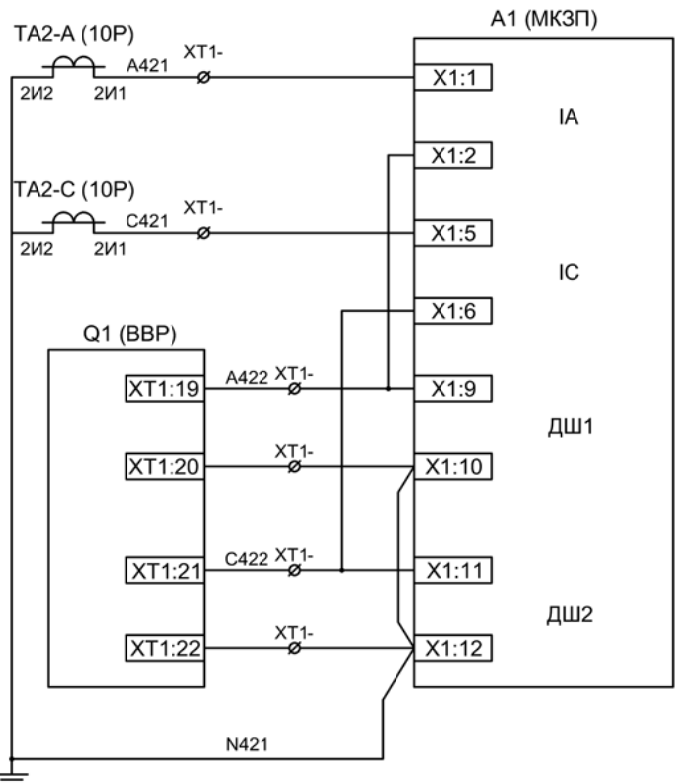 A1 (МКЗП)
TA2-A (10P)
A421
XT1-
2И2
2И1
X1:1
IA
X1:2
TA2-C (10P)
C421
XT1-
2И2
2И1
X1:5
IC
X1:6
Q1 (ВВР)
XT1:19
A422
XT1-
X1:9
ДШ1
XT1:20
XT1-
X1:10
XT1:21
C422
XT1-
X1:11
ДШ2
XT1:22
XT1-
X1:12
N421